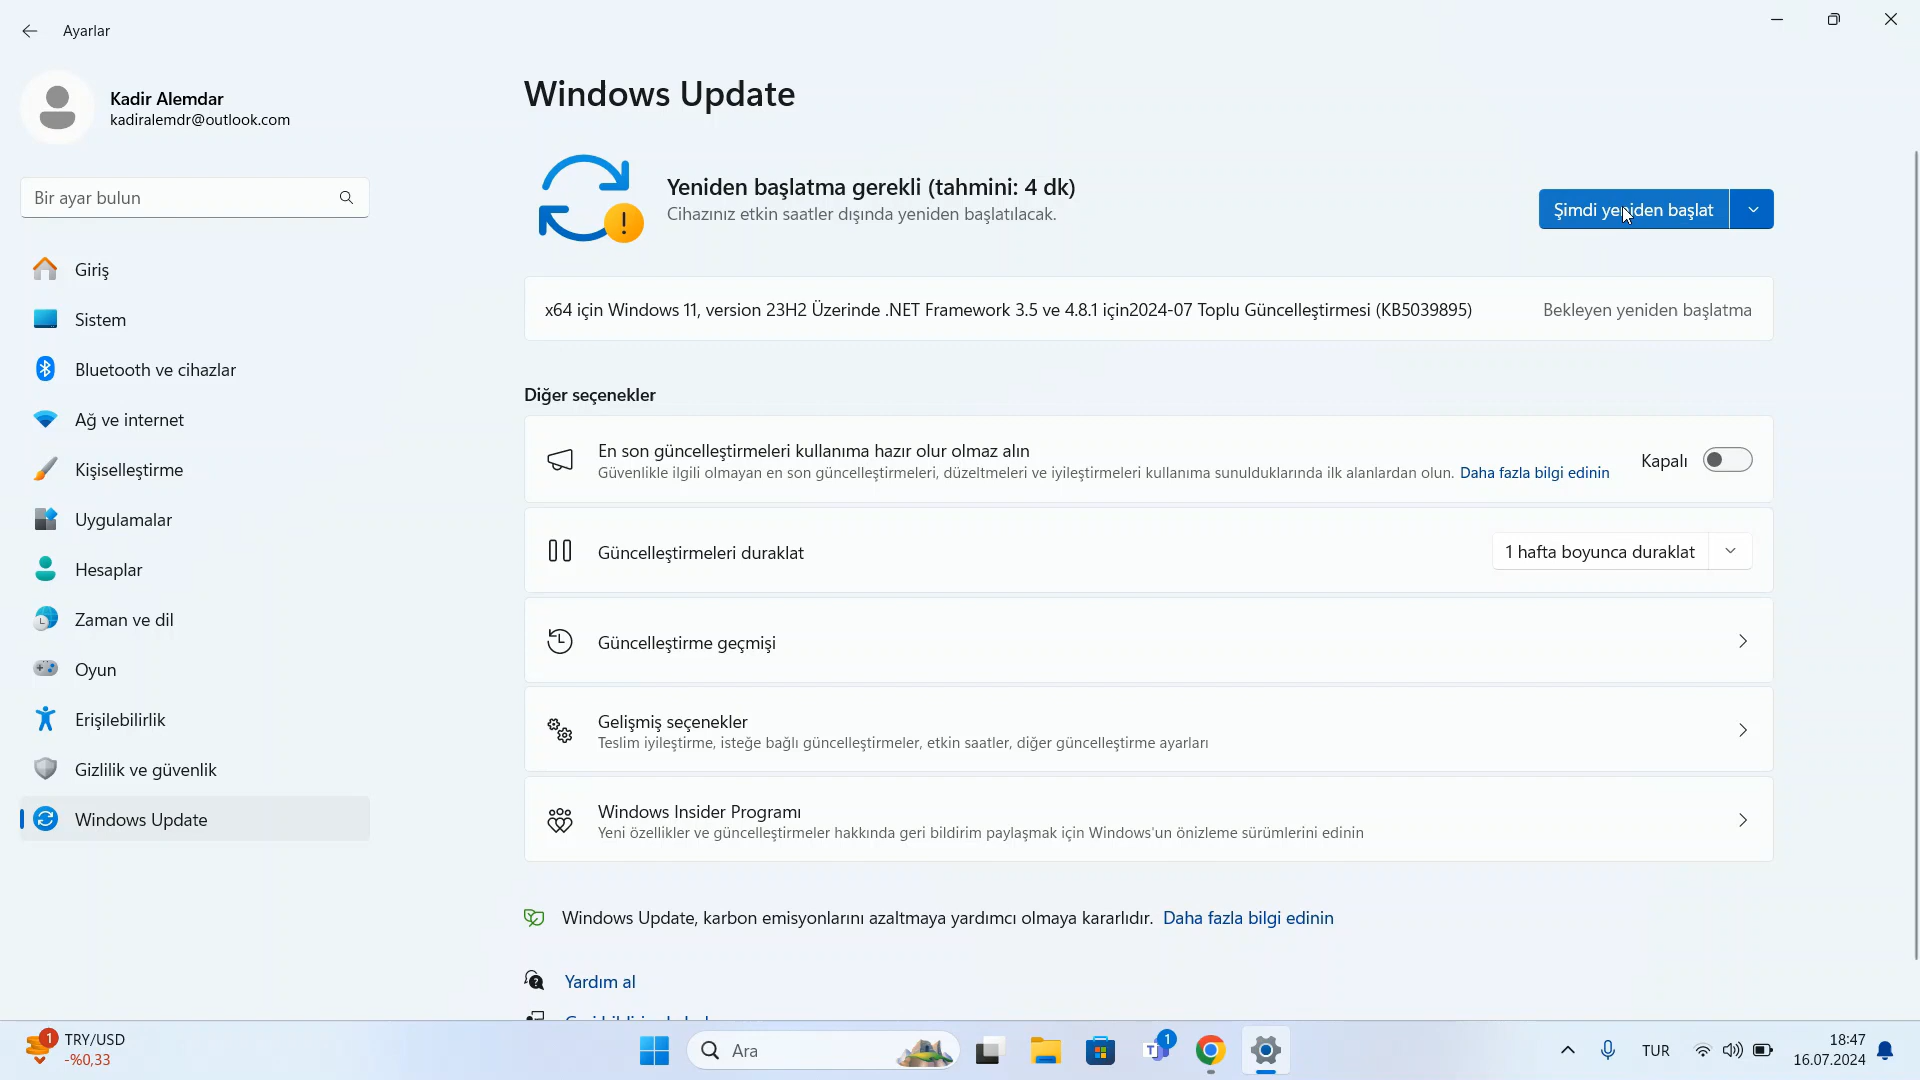 Ayarlar
Kadir Alemdar
kadiralemdr@outlook.com
Bir ayar bulun
Giriş
Sistem
Bluetooth ve cihazlar
Ağ ve internet
Kişiselleştirme
Uygulamalar
Hesaplar
Zaman ve dil
Oyun
Erişilebilirlik
Gizlilik ve güvenlik
Windows Update
Windows Update
Yeniden başlatma gerekli (tahmini: 4 dk)
Cihazınız etkin saatler dışında yeniden başlatılacak.
Şimdi yeniden başlat
x64 için Windows 11, version 23H2 Üzerinde .NET Framework 3.5 ve 4.8.1 için2024-07 Toplu Güncelleştirmesi (KB5039895)
Bekleyen yeniden başlatma
Diğer seçenekler
En son güncelleştirmeleri kullanıma hazır olur olmaz alın
Güvenlikle ilgili olmayan en son güncelleştirmeleri, düzeltmeleri ve iyileştirmeleri kullanıma sunulduklarında ilk alanlardan olun. Daha fazla bilgi edinin
Kapalı
Güncelleştirmeleri duraklat
1 hafta boyunca duraklat
Güncelleştirme geçmişi
Gelişmiş seçenekler
Teslim iyileştirme, isteğe bağlı güncelleştirmeler, etkin saatler, diğer güncelleştirme ayarları
Windows Insider Programı
Yeni özellikler ve güncelleştirmeler hakkında geri bildirim paylaşmak için Windows'un önizleme sürümlerini edinin
Windows Update, karbon emisyonlarını azaltmaya yardımcı olmaya kararlıdır. Daha fazla bilgi edinin
Yardım al
1
TRY/USD
-%0,33
Ara
1
TUR
18:47
16.07.2024